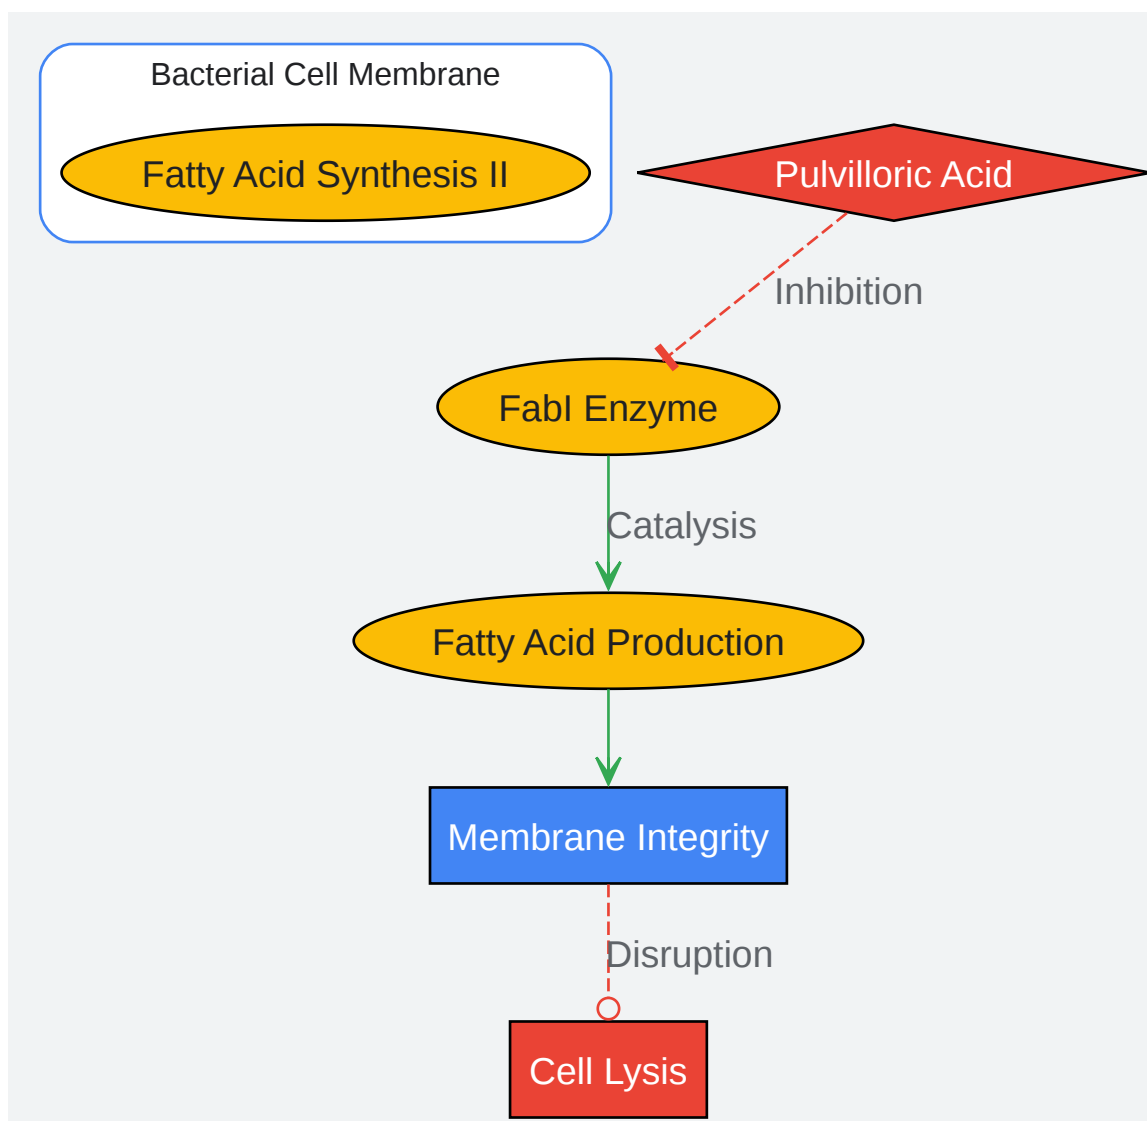 Bacterial Cell Membrane
Fatty Acid Synthesis II
Pulvilloric Acid
Inhibition
FabI Enzyme
Catalysis
Fatty Acid Production
Membrane Integrity
Disruption
Cell Lysis